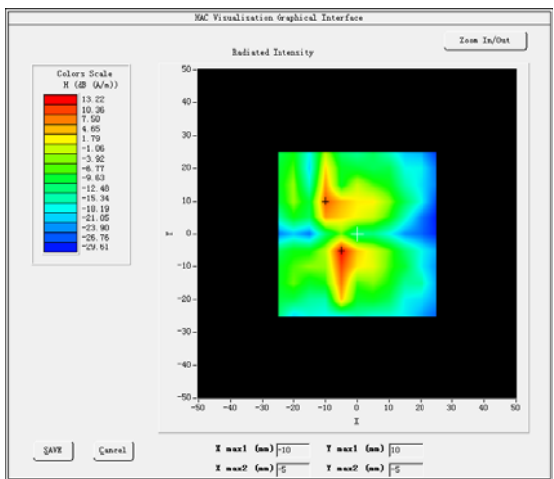 HAC Visualisation Graphical Interface
Zoom In/Out
Radiated Intensity
Colors Scale
H (dB (A/m))
13.22
10.36
7.50
4.65
1.79
-1.06
-3.92
-6.77
-9.63
-12.48
-15.34
-18.19
-21.05
-23.90
-26.76
-29.61
50
40
30
20
10
0
-10
-20
-30
-40
-50
Y
-50 -40 -30 -20 -10 0 10 20 30 40 50
X
SAVE Cancel
X max1 (mm) -10 Y max1 (mm) 10
X max2 (mm) -5 Y max2 (mm) -5